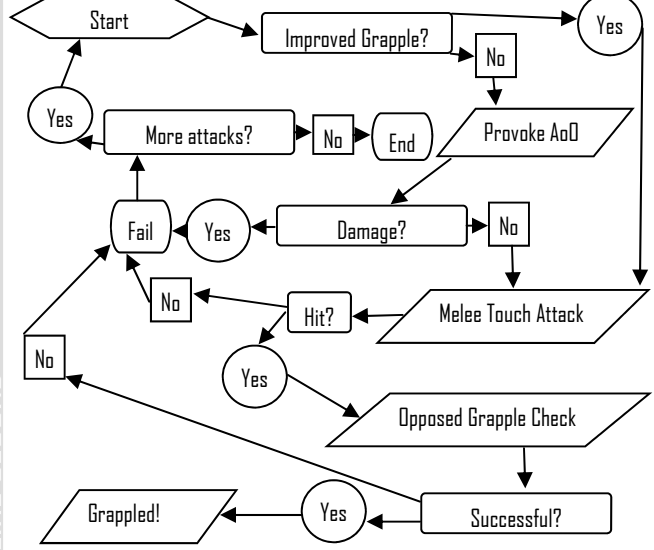 Start
Improved Grapple?
Yes
No
Yes
More attacks?
No
End
Provoke AoO
Fail
Yes
Damage?
No
No
Hit?
Melee Touch Attack
No
Yes
Opposed Grapple Check
Grappled!
Yes
Successful?